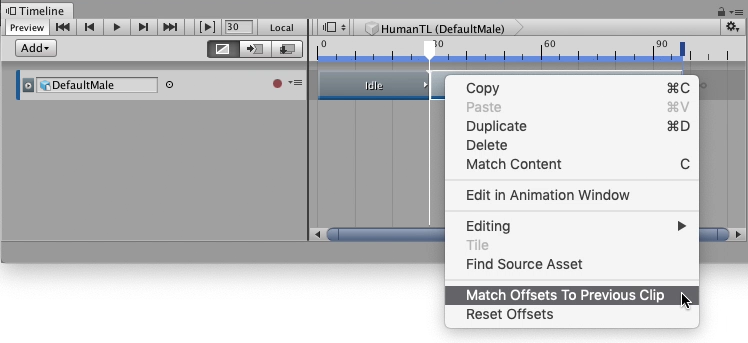 Timeline
Preview
30
Local
HumanTL (DefaultMale)
Add
0
30
60
90
DefaultMale
Idle
Copy ⌘C
Paste ⌘V
Duplicate ⌘D
Delete
Match Content C
Edit in Animation Window
Editing
Tile
Find Source Asset
Match Offsets To Previous Clip
Reset Offsets